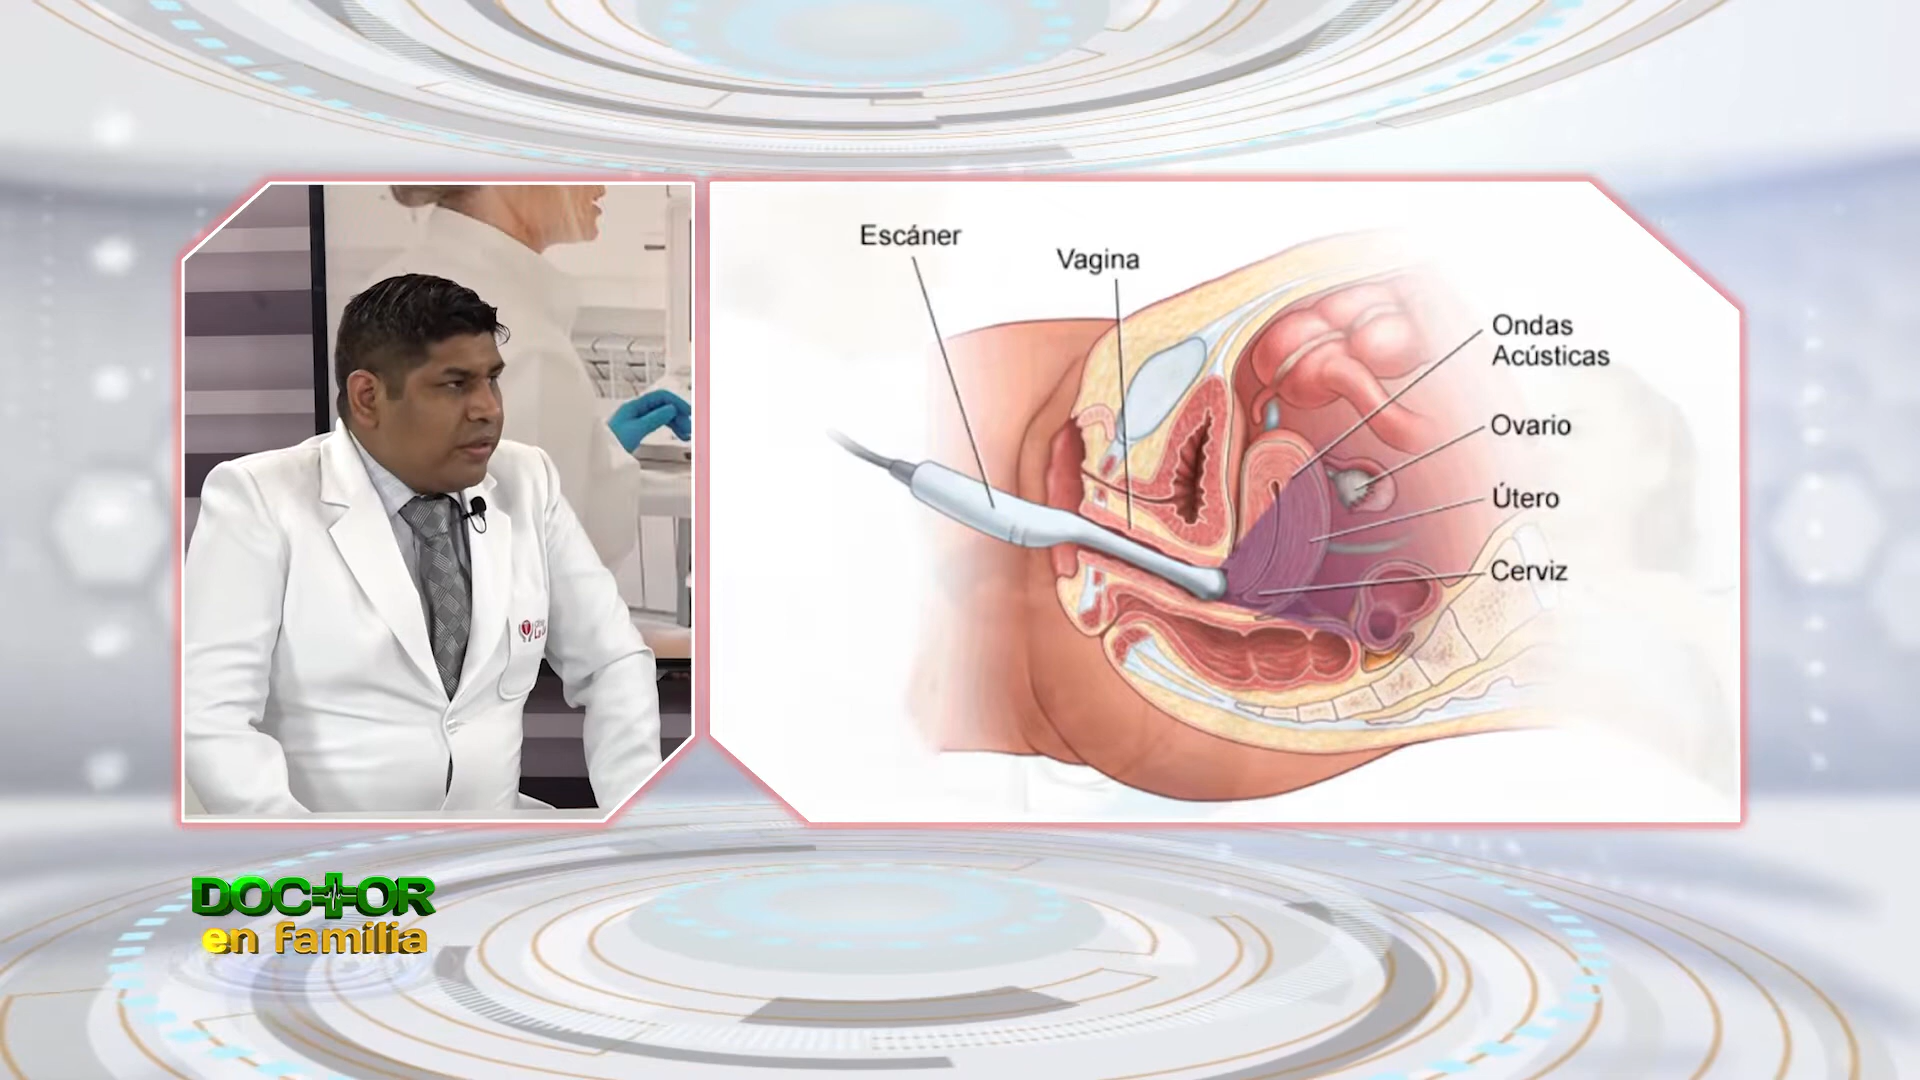 Escáner
Vagina
Ondas
Acústicas
Ovario
Útero
Cerviz
DOCTOR
en familia